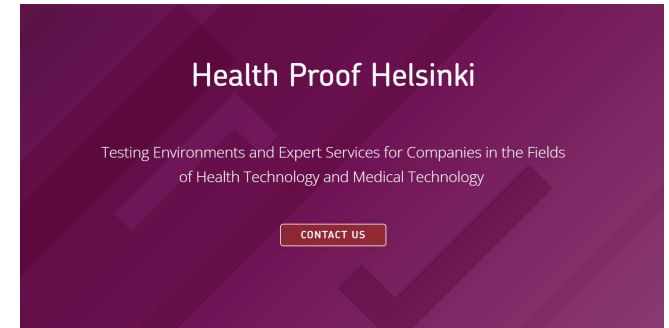 Health Proof Helsinki
Testing Environments and Expert Services for Companies in the Fields
of Health Technology and Medical Technology
CONTACT US